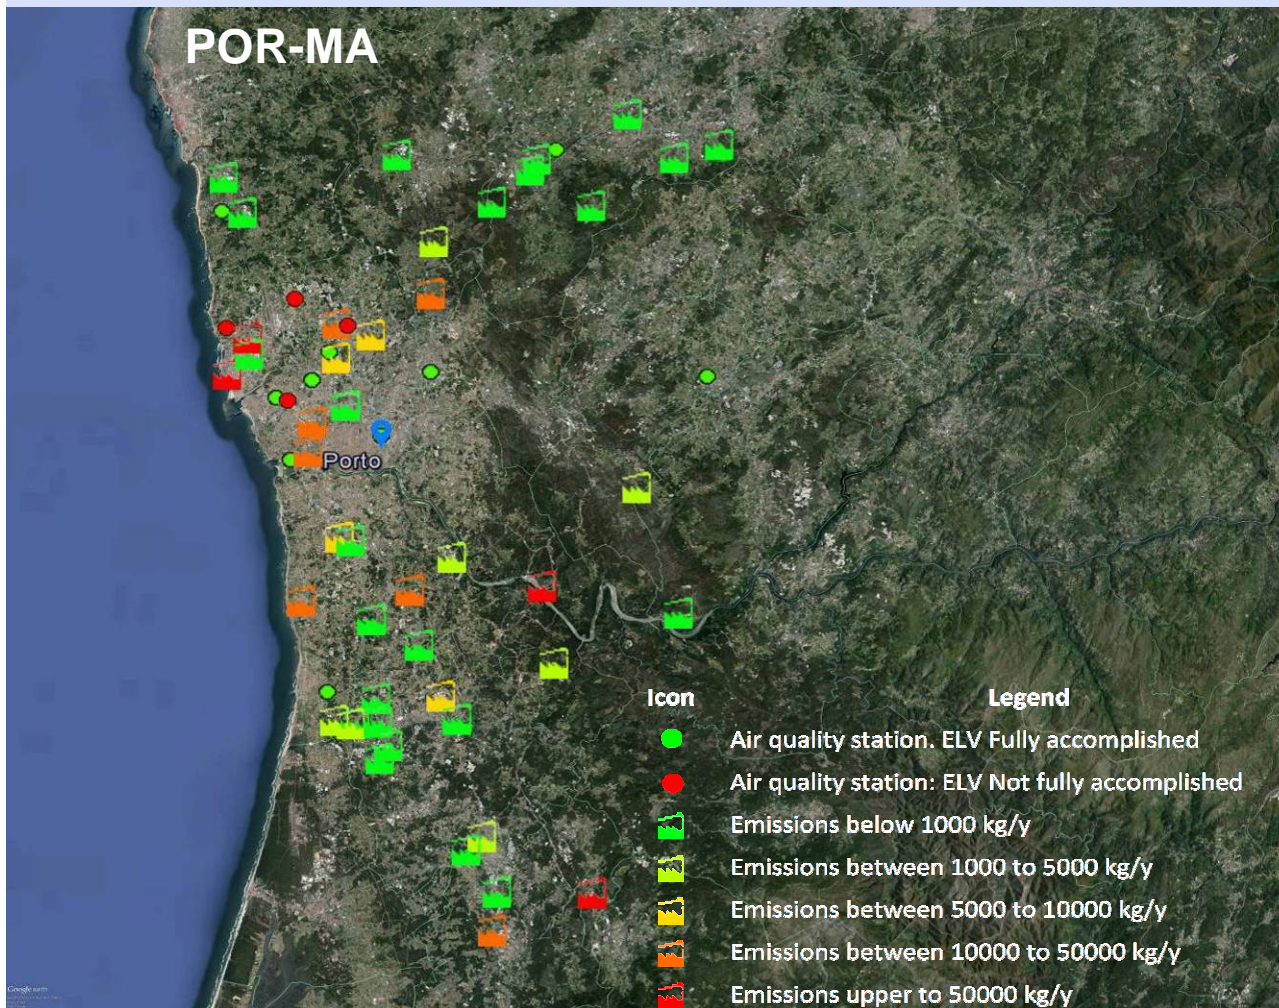 POR-MA
Porto
Icon Legend
Air quality station. ELV Fully accomplished
Air quality station: ELV Not fully accomplished
Emissions below 1000 kg/y
Emissions between 1000 to 5000 kg/y
Emissions between 5000 to 10000 kg/y
Emissions between 10000 to 50000 kg/y
Emissions upper to 50000 kg/y
Google earth